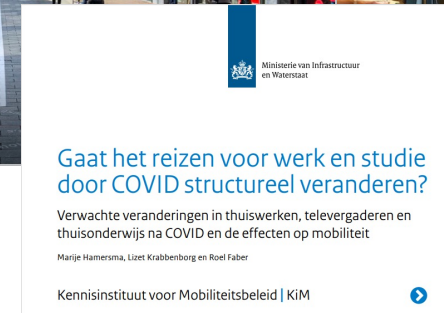 Ministerie van Infrastructuur
en Waterstaat
Gaat het reizen voor werk en studie
door COVID structureel veranderen?
Verwachte veranderingen in thuiswerken, televergaderen en
thuisonderwijs na COVID en de effecten op mobiliteit
Marije Hamersma, Lizet Krabbenborg en Roel Faber
Kennisinstituut voor Mobiliteitsbeleid | KiM